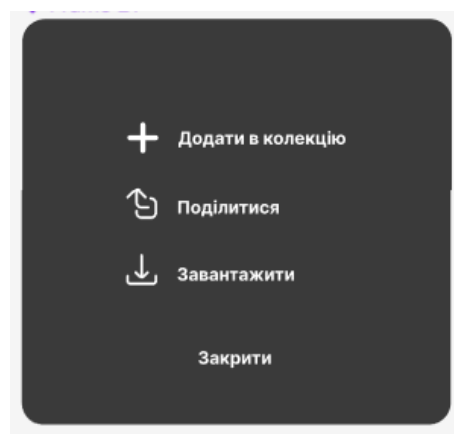 Додати в колекцію
Поділитися
Завантажити
Закрити